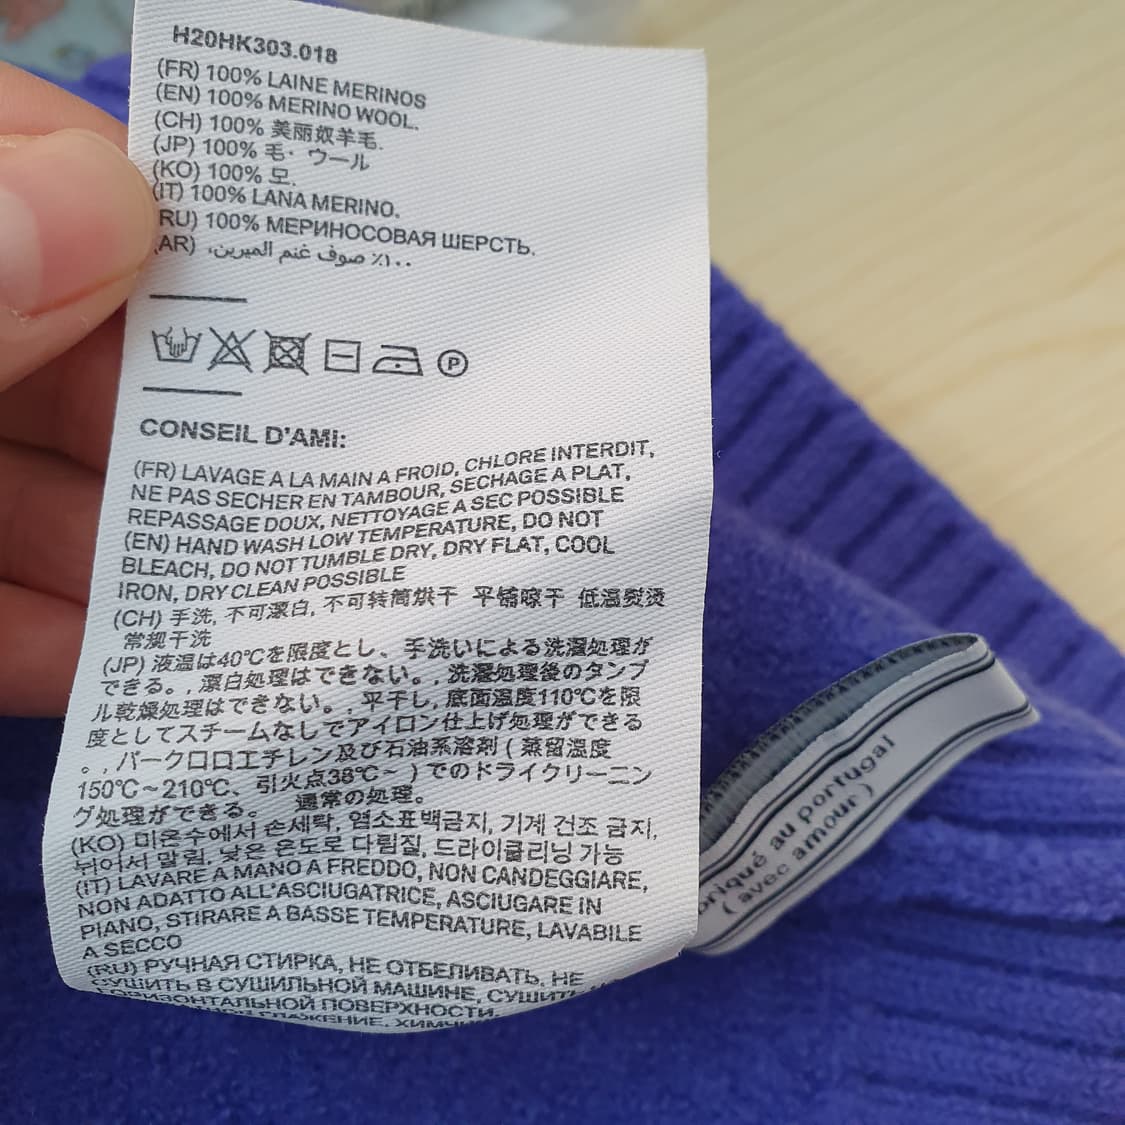 H20HK303.018
(FR) 100% LAINE MERINOS
(EN) 100% MERINO WOOL.
(CH) 100% 美丽奴羊毛.
(JP) 100% 毛・ウール
(KO) 100% 모.
(IT) 100% LANA MERINO.
RU) 100% МЕРИНОСОВАЯ ШЕРСТЬ.
(AR) ١٠٠٪ صوف غنم الميرين،
P
CONSEIL D'AMI:
(FR) LAVAGE A LA MAIN A FROID, CHLORE INTERDIT,
NE PAS SECHER EN TAMBOUR, SECHAGE A PLAT,
REPASSAGE DOUX, NETTOYAGE A SEC POSSIBLE
(EN) HAND WASH LOW TEMPERATURE, DO NOT
BLEACH, DO NOT TUMBLE DRY, DRY FLAT, COOL
IRON, DRY CLEAN POSSIBLE
(CH) 手洗, 不可漂白, 不可转筒烘干 平铺晾干 低温熨烫
常规干洗
(JP) 液温は40℃を限度とし、手洗いによる洗濯処理が
できる。, 漂白処理はできない。, 洗濯処理後のタンブ
ル乾燥処理はできない。, 平干し, 底面温度110℃を限
度としてスチームなしでアイロン仕上げ処理ができる
。, パークロロエチレン及び石油系溶剤 ( 蒸留温度
150℃~210℃、引火点38℃~ ) でのドライクリーニン
グ処理ができる。 通常の処理。
(KO) 미온수에서 손세탁, 염소표백금지, 기계 건조 금지,
뉘어서 말림, 낮은 온도로 다림질, 드라이클리닝 가능
(IT) LAVARE A MANO A FREDDO, NON CANDEGGIARE,
NON ADATTO ALL'ASCIUGATRICE, ASCIUGARE IN
PIANO, STIRARE A BASSE TEMPERATURE, LAVABILE
A SECCO
(RU) РУЧНАЯ СТИРКА, НЕ ОТБЕЛИВАТЬ, НЕ
СУШИТЬ В СУШИЛЬНОЙ МАШИНЕ, СУШИТЬ
ГОРИЗОНТАЛЬНОЙ ПОВЕРХНОСТИ,
ГЛАЖЕНИЕ,
au portugal
( avec amour )